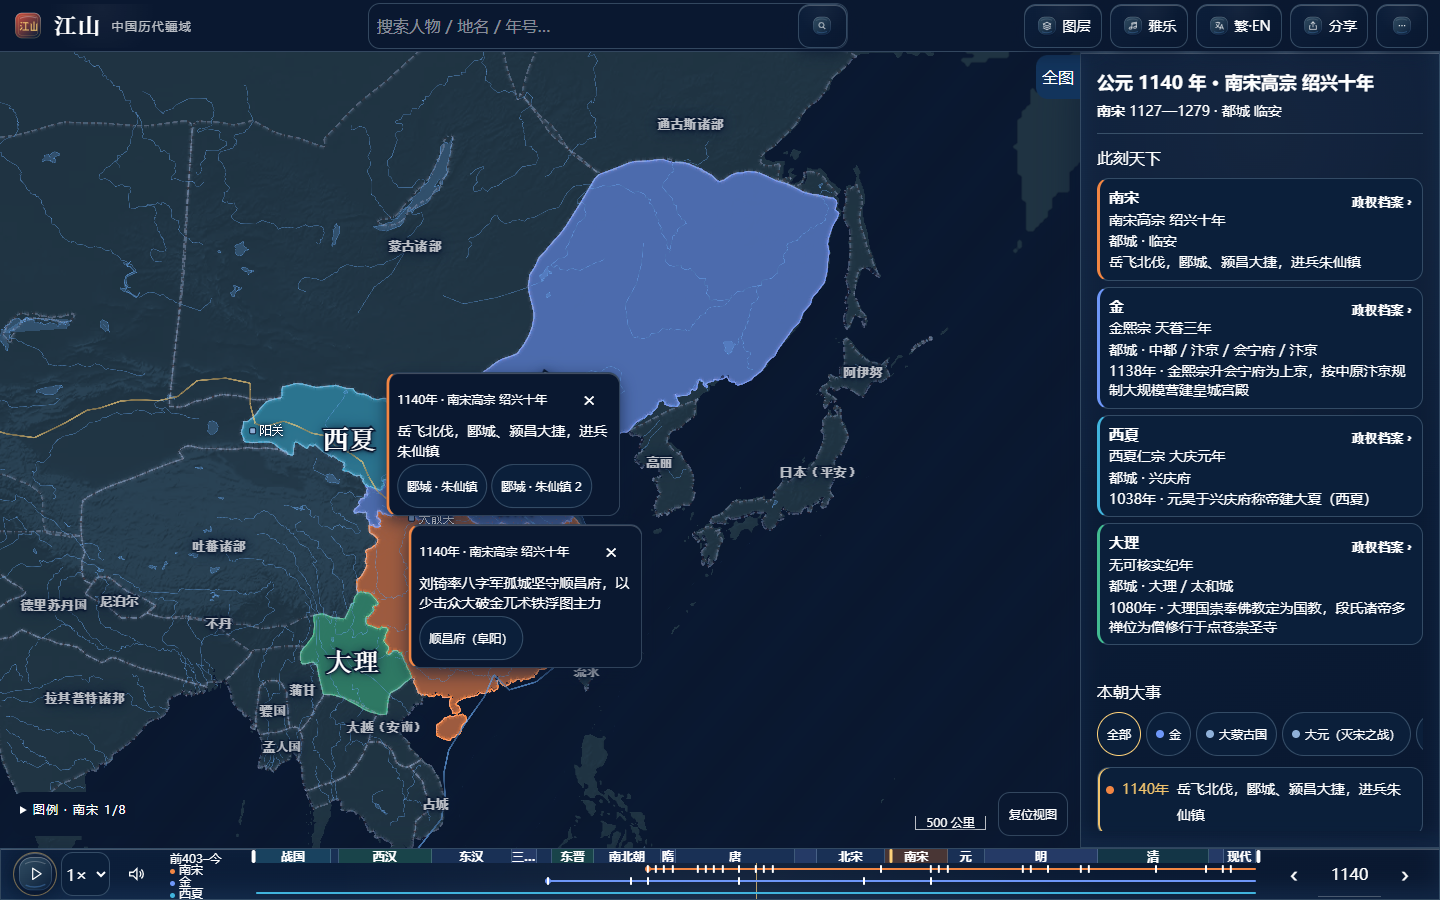 江山
江山 中国历代疆域
搜索人物 / 地名 / 年号...
图层
雅乐
繁·EN
分享
全图
通古斯诸部
蒙古诸部
阿伊努
阳关
西夏
高丽
日本（平安）
吐蕃诸部
德里苏丹国
尼泊尔
不丹
大理
拉其普特诸邦
蒲甘
大越（安南）
孟人国
占城
1140年 · 南宋高宗 绍兴十年 ×
岳飞北伐，郾城、颍昌大捷，进兵
朱仙镇
郾城 · 朱仙镇
郾城 · 朱仙镇 2
1140年 · 南宋高宗 绍兴十年 ×
刘锜率八字军孤城坚守顺昌府，以
少击众大破金兀术铁浮图主力
顺昌府（阜阳）
图例 · 南宋 1/8
500 公里
复位视图
公元 1140 年 • 南宋高宗 绍兴十年
南宋 1127—1279 · 都城 临安
此刻天下
南宋
政权档案 ›
南宋高宗 绍兴十年
都城 · 临安
岳飞北伐，郾城、颍昌大捷，进兵朱仙镇
金
政权档案 ›
金熙宗 天眷三年
都城 · 中都 / 汴京 / 会宁府 / 汴京
1138年 · 金熙宗升会宁府为上京，按中原汴京规
制大规模营建皇城宫殿
西夏
政权档案 ›
西夏仁宗 大庆元年
都城 · 兴庆府
1038年 · 元昊于兴庆府称帝建大夏（西夏）
大理
政权档案 ›
无可核实纪年
都城 · 大理 / 太和城
1080年 · 大理国崇奉佛教定为国教，段氏诸帝多
禅位为僧修行于点苍崇圣寺
本朝大事
全部
金
大蒙古国
大元（灭宋之战）
1140年 岳飞北伐，郾城、颍昌大捷，进兵朱
仙镇
1×
前403–今
南宋
金
西夏
战国 西汉 东汉 三... 东晋 南北朝 隋 唐 北宋 南宋 元 明 清 现代
‹ 1140 ›